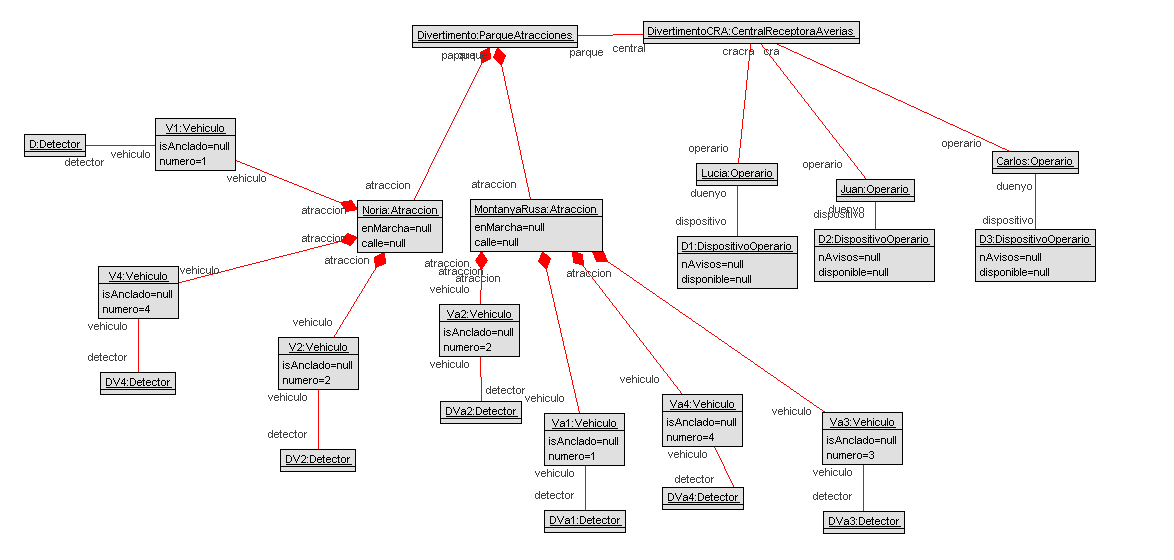 Divertimento:ParqueAtracciones
DivertimentoCRA:CentralReceptoraAverias
parque
central
parque
cra
cra
V1:Vehiculo
isAnclado=null
numero=1
D:Detector
detector
vehiculo
vehiculo
operario
operario
operario
Lucia:Operario
Juan:Operario
Carlos:Operario
duenyo
duenyo
duenyo
dispositivo
dispositivo
dispositivo
D1:DispositivoOperario
nAvisos=null
disponible=null
D2:DispositivoOperario
nAvisos=null
disponible=null
D3:DispositivoOperario
nAvisos=null
disponible=null
atraccion
atraccion
atraccion
Noria:Atraccion
enMarcha=null
calle=null
MontanyaRusa:Atraccion
enMarcha=null
calle=null
atraccion
atraccion
atraccion
atraccion
atraccion
atraccion
vehiculo
V4:Vehiculo
isAnclado=null
numero=4
vehiculo
detector
DV4:Detector
vehiculo
V2:Vehiculo
isAnclado=null
numero=2
vehiculo
detector
DV2:Detector
vehiculo
Va2:Vehiculo
isAnclado=null
numero=2
vehiculo
detector
DVa2:Detector
vehiculo
Va1:Vehiculo
isAnclado=null
numero=1
vehiculo
detector
DVa1:Detector
vehiculo
Va4:Vehiculo
isAnclado=null
numero=4
vehiculo
detector
DVa4:Detector
vehiculo
Va3:Vehiculo
isAnclado=null
numero=3
vehiculo
detector
DVa3:Detector